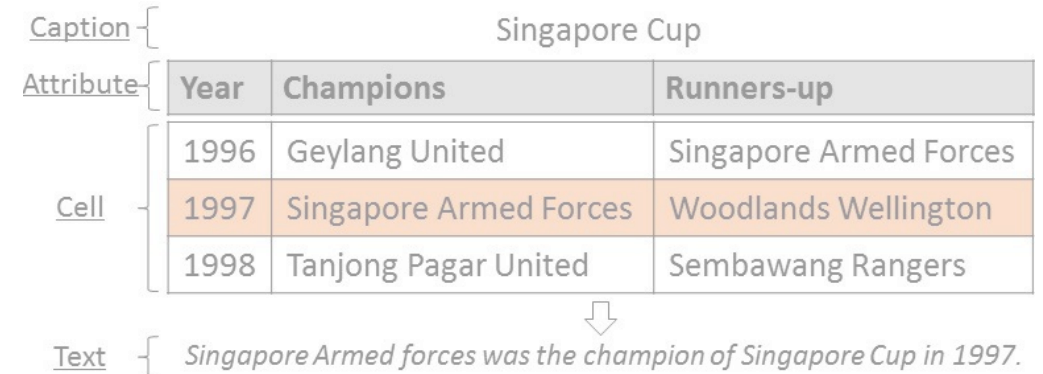 Caption Singapore Cup
Attribute Year Champions Runners-up
1996 Geylang United Singapore Armed Forces
Cell 1997 Singapore Armed Forces Woodlands Wellington
1998 Tanjong Pagar United Sembawang Rangers
Text Singapore Armed forces was the champion of Singapore Cup in 1997.